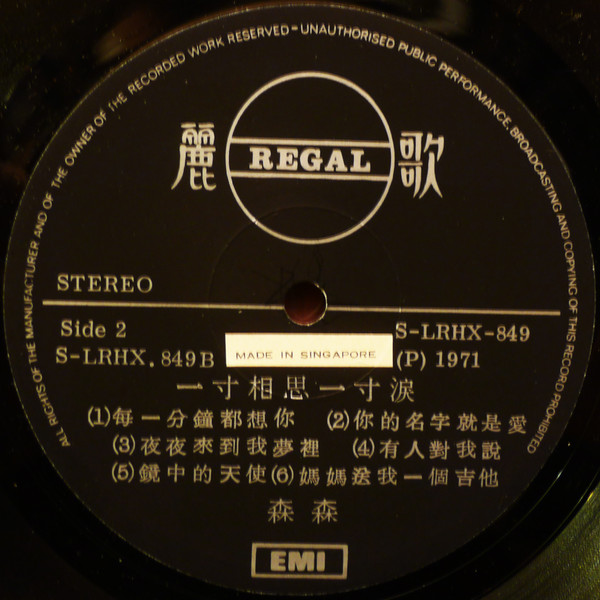 ALL RIGHTS OF THE MANUFACTURER AND OF THE OWNER OF THE RECORDED WORK RESERVED-UNAUTHORISED PUBLIC PERFORMANCE, BROADCASTING AND COPYING OF THIS RECORD PROHIBITED
麗 REGAL 歌
STEREO
Side 2 S-LRHX-849
S-LRHX.849B MADE IN SINGAPORE (P) 1971
一寸相思一寸淚
(1)每一分鐘都想你 (2)你的名字就是愛
(3)夜夜來到我夢裡 (4)有人對我說
(5)鏡中的天使(6)媽媽送我一個吉他
森森
EMI